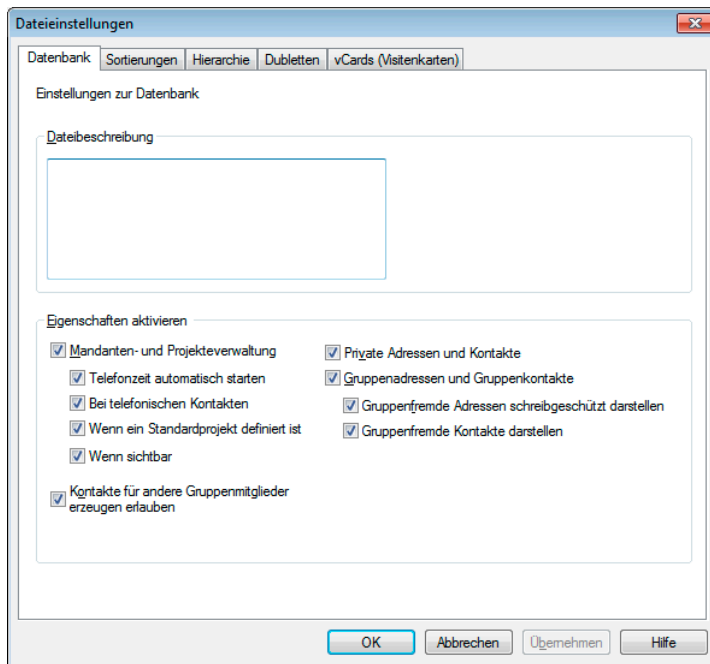 Dateieinstellungen
Datenbank
Sortierungen
Hierarchie
Dubletten
vCards (Visitenkarten)
Einstellungen zur Datenbank
Dateibeschreibung
Eigenschaften aktivieren
Mandanten- und Projekteverwaltung
Telefonzeit automatisch starten
Bei telefonischen Kontakten
Wenn ein Standardprojekt definiert ist
Wenn sichtbar
Kontakte für andere Gruppenmitglieder
erzeugen erlauben
Private Adressen und Kontakte
Gruppenadressen und Gruppenkontakte
Gruppenfremde Adressen schreibgeschützt darstellen
Gruppenfremde Kontakte darstellen
OK
Abbrechen
Übernehmen
Hilfe